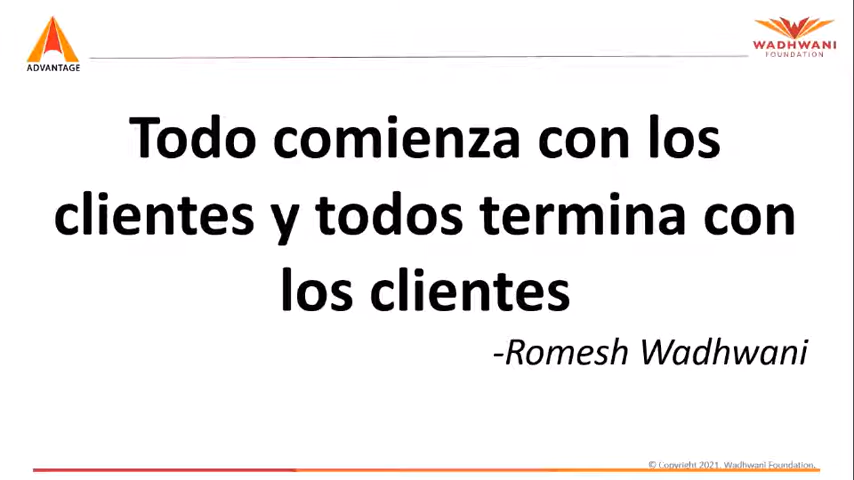 ADVANTAGE
WADHWANI
FOUNDATION
Todo comienza con los
clientes y todos termina con
los clientes
-Romesh Wadhwani
© Copyright 2021. Wadhwani Foundation.